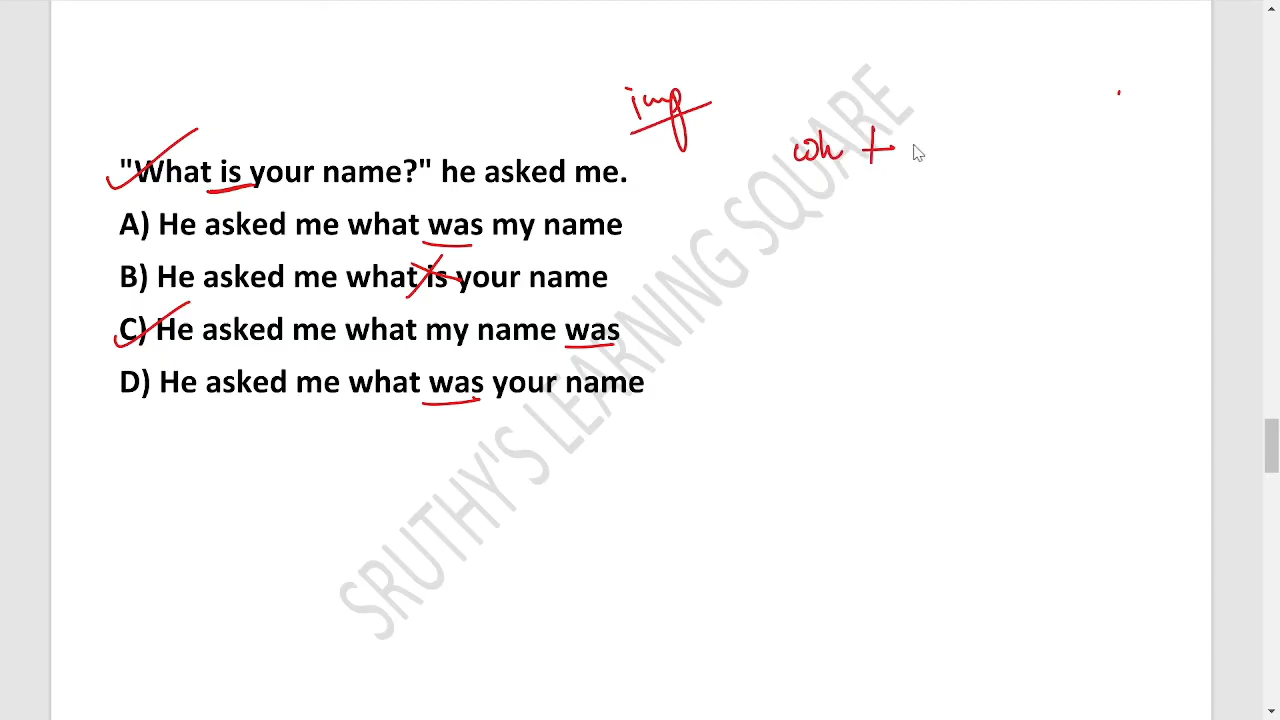 imp
wh +
"What is your name?" he asked me.
A) He asked me what was my name
B) He asked me what is your name
C) He asked me what my name was
D) He asked me what was your name
SRUTHY'S LEARNING SQUARE